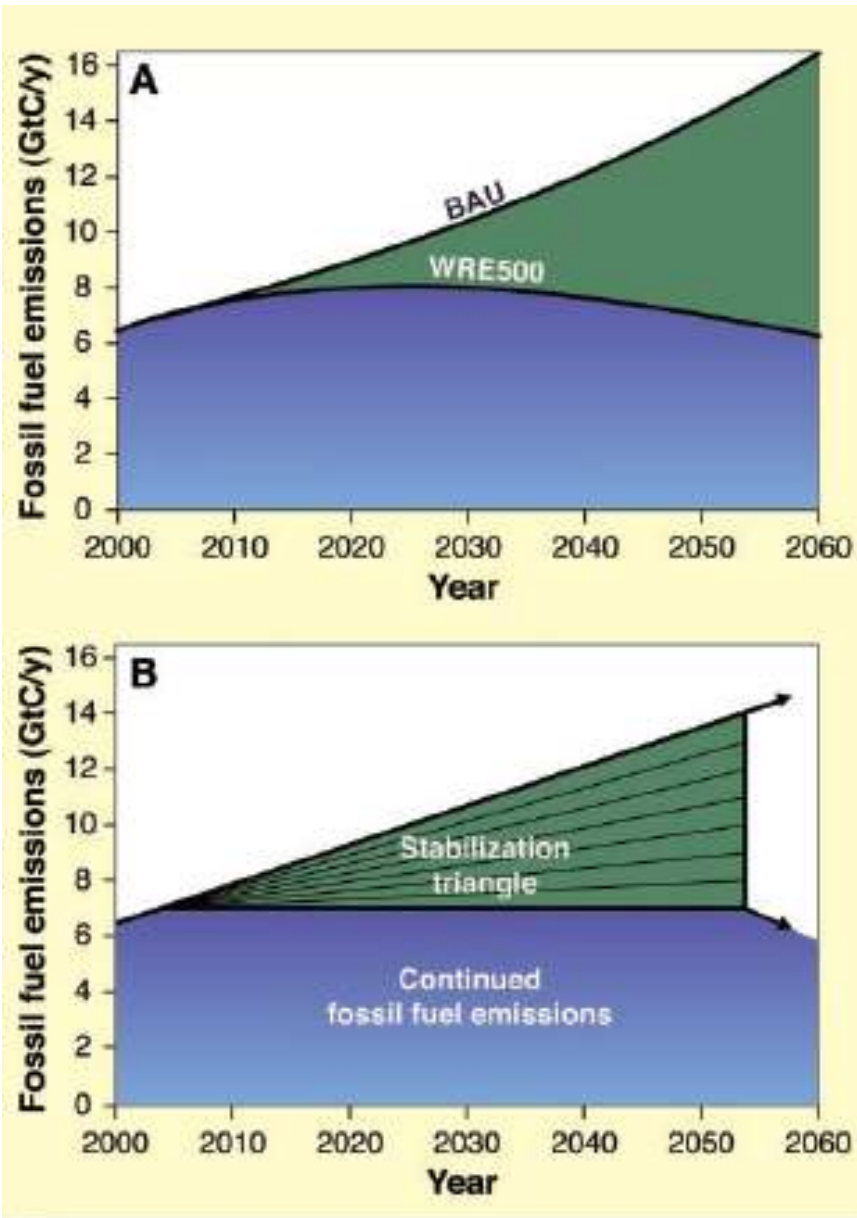 A
Fossil fuel emissions (GtC/y)
16
14
12
10
8
6
4
2
0
BAU
WRE500
2000 2010 2020 2030 2040 2050 2060
Year
B
Fossil fuel emissions (GtC/y)
16
14
12
10
8
6
4
2
0
Stabilization
triangle
Continued
fossil fuel emissions
2000 2010 2020 2030 2040 2050 2060
Year